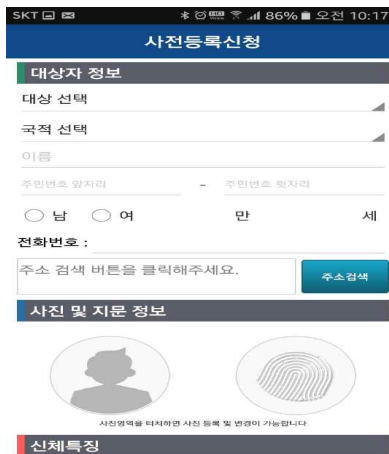 SKT 86% 오전 10:17
사전등록신청
대상자 정보
대상 선택
국적 선택
이름
주민번호 앞자리 - 주민번호 뒷자리
남 여 만 세
전화번호 :
주소 검색 버튼을 클릭해주세요. 주소검색
사진 및 지문 정보
사진영역을 터치하면 사진 등록 및 변경이 가능합니다
신체특징